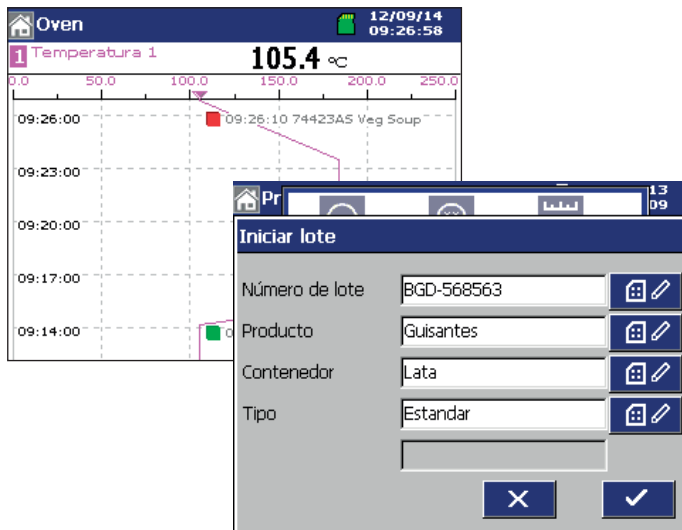 Oven
12/09/14
09:26:58
1 Temperatura 1
105.4 °C
0.0 50.0 100.0 150.0 200.0 250.0
09:26:00
09:26:10 74423AS Veg Soup
09:23:00
09:20:00
09:17:00
09:14:00
Pr
13
09
Iniciar lote
Número de lote
BGD-568563
Producto
Guisantes
Contenedor
Lata
Tipo
Estandar